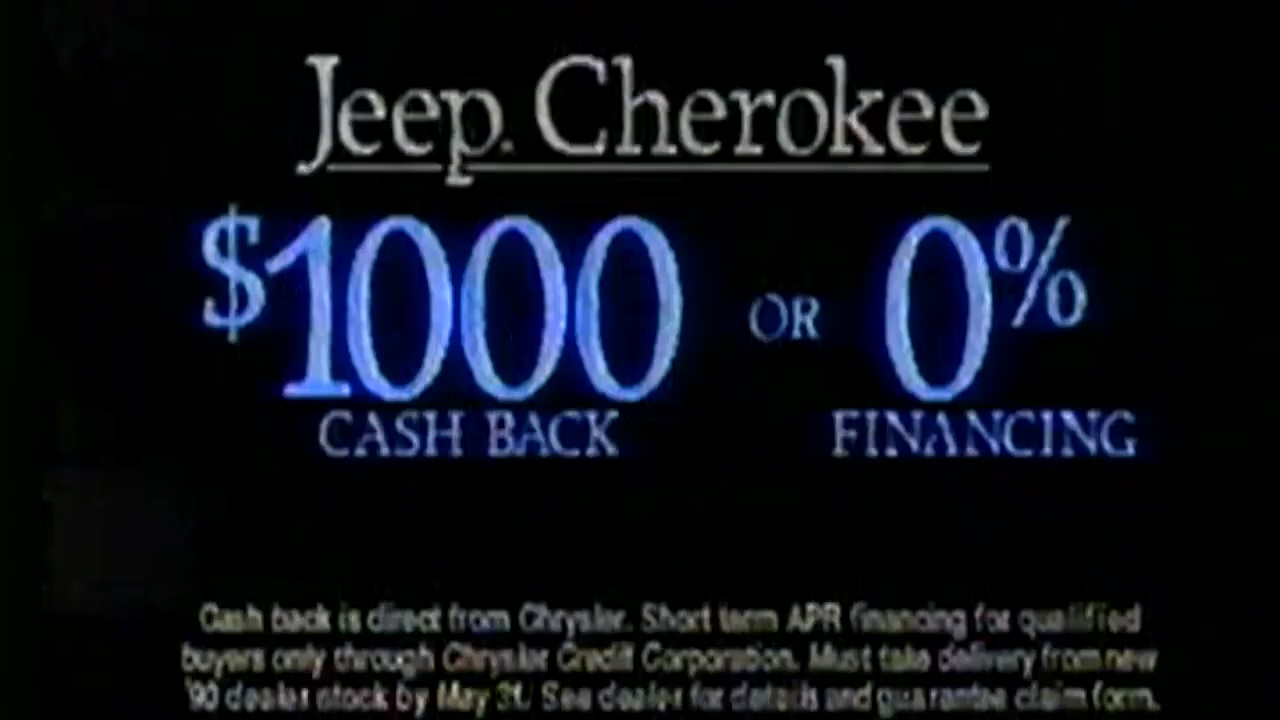 Jeep. Cherokee
$1000 OR 0%
CASH BACK FINANCING
Cash back is direct from Chrysler. Short term APR financing for qualified
buyers only through Chrysler Credit Corporation. Must take delivery from new
'90 dealer stock by May 31. See dealer for details and guarantee claim form.